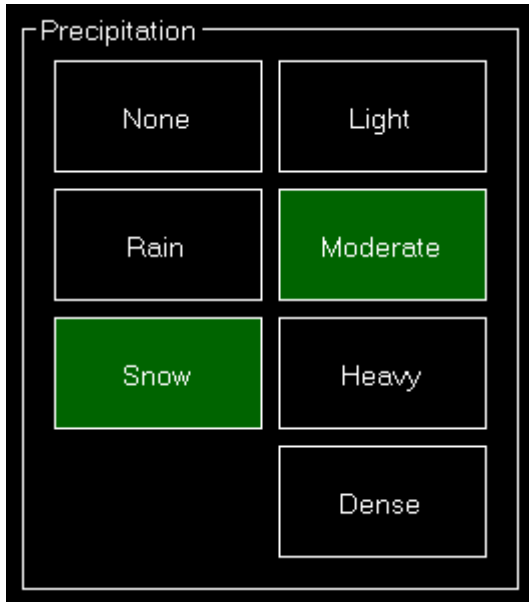 Precipitation
None Light
Rain Moderate
Snow Heavy
Dense